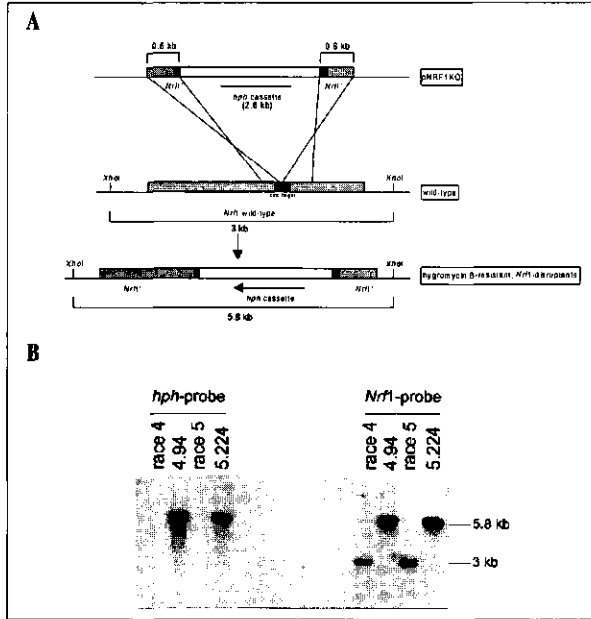 A
0.6 kb 0.6 kb
Nrf1' Nrf1'
pNRF1KO
hph cassette
(2.8 kb)
XhoI XhoI
wild-type
Nrf1 wild-type
3 kb
XhoI XhoI
hygromycin B-resistant, Nrf1-disruptants
Nrf1' Nrf1'
hph cassette
5.8 kb
B
hph-probe Nrf1-probe
race 4 4.94 race 5 5.224 race 4 4.94 race 5 5.224
5.8 kb
3 kb